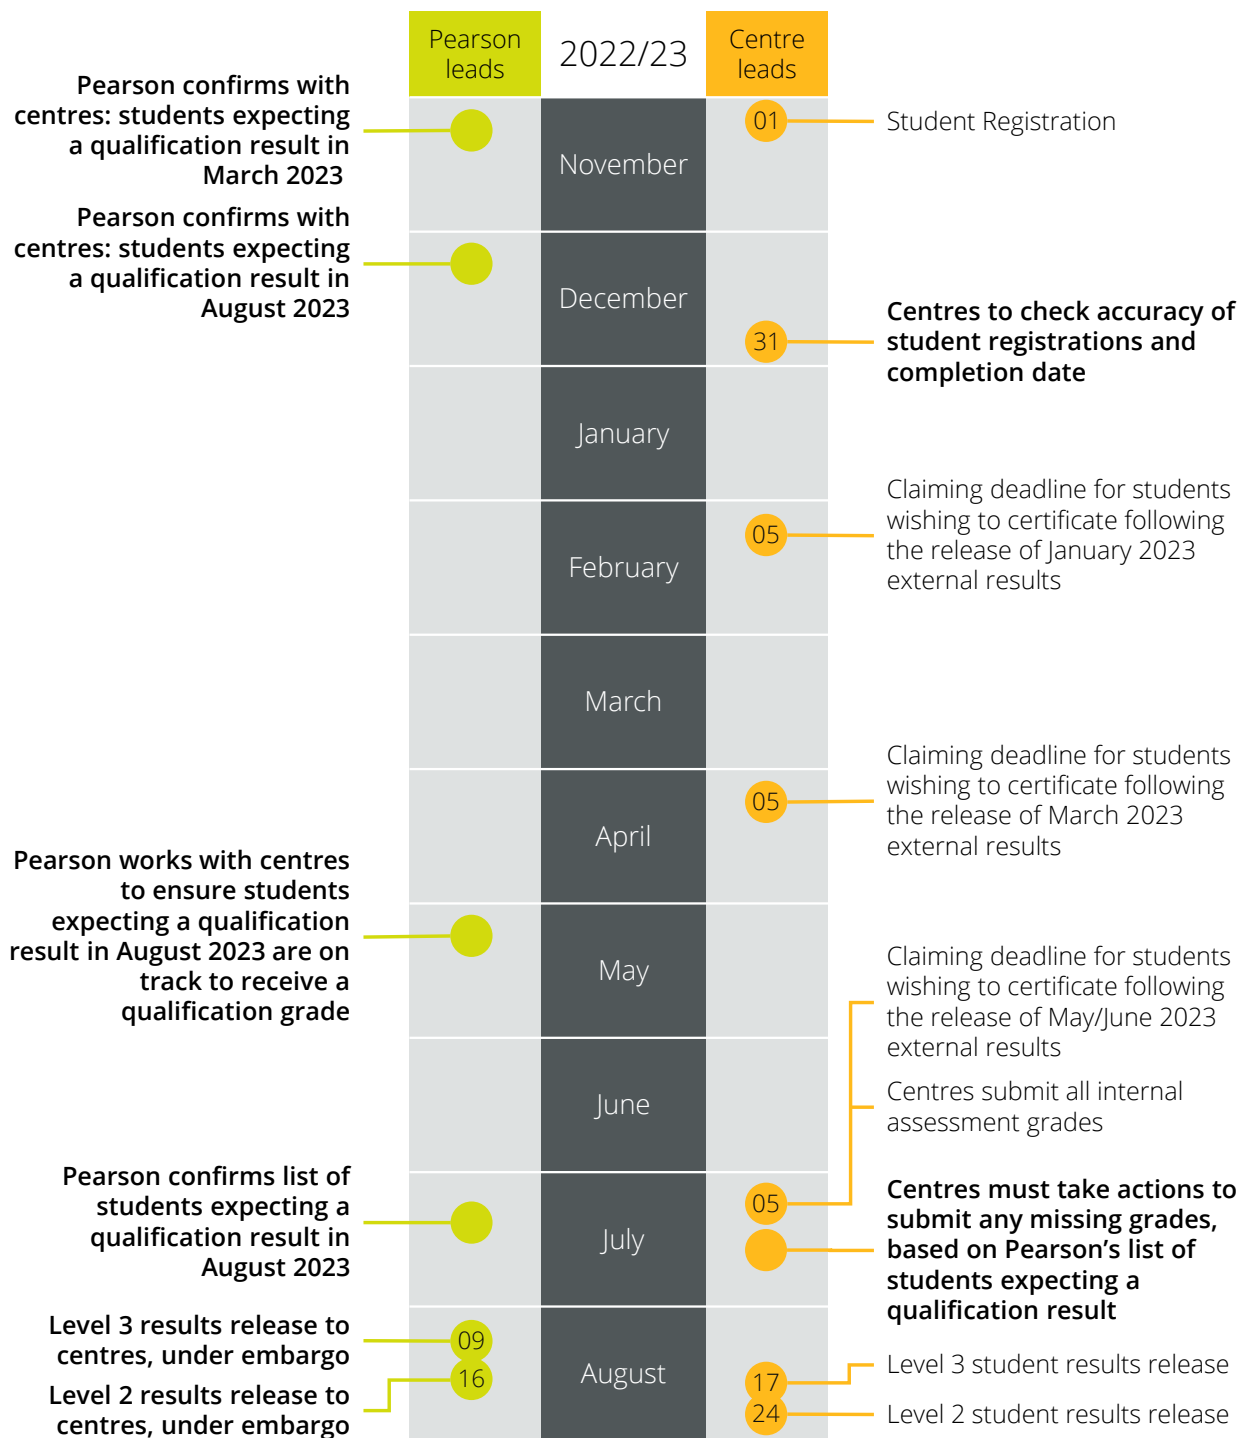 Pearson
leads
2022/23
Centre
leads
Pearson confirms with
centres: students expecting
a qualification result in
March 2023
01
Student Registration
November
Pearson confirms with
centres: students expecting
a qualification result in
August 2023
December
31
Centres to check accuracy of
student registrations and
completion date
January
05
Claiming deadline for students
wishing to certificate following
the release of January 2023
external results
February
March
05
Claiming deadline for students
wishing to certificate following
the release of March 2023
external results
April
Pearson works with centres
to ensure students
expecting a qualification
result in August 2023 are on
track to receive a
qualification grade
May
Claiming deadline for students
wishing to certificate following
the release of May/June 2023
external results
Centres submit all internal
assessment grades
June
Pearson confirms list of
students expecting a
qualification result in
August 2023
July
05
Centres must take actions to
submit any missing grades,
based on Pearson’s list of
students expecting a
qualification result
Level 3 results release to
centres, under embargo
09
Level 2 results release to
centres, under embargo
16
August
17
Level 3 student results release
24
Level 2 student results release